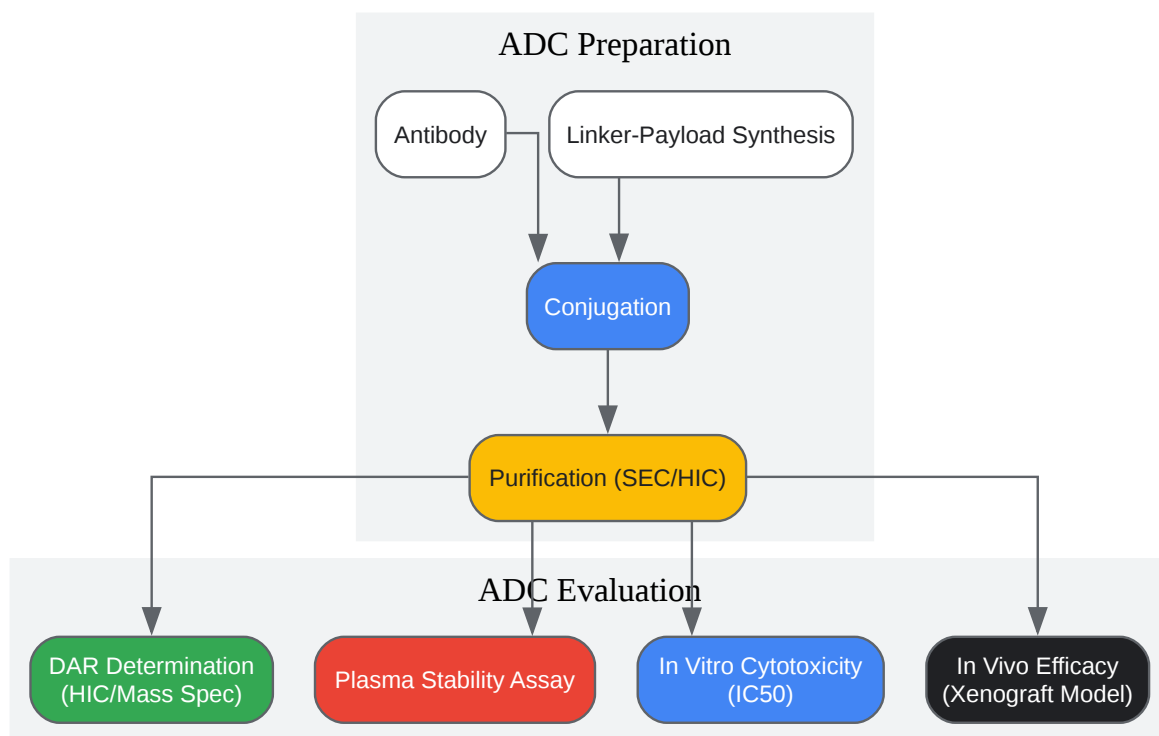 ADC Preparation
Antibody
Linker-Payload Synthesis
Conjugation
Purification (SEC/HIC)
ADC Evaluation
DAR Determination
(HIC/Mass Spec)
Plasma Stability Assay
In Vitro Cytotoxicity
(IC50)
In Vivo Efficacy
(Xenograft Model)